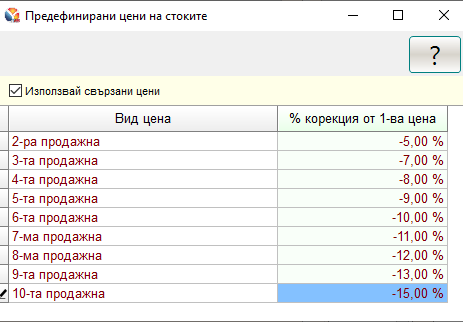 Предефинирани цени на стоките
?
Използвай свързани цени
Вид цена % корекция от 1-ва цена
2-ра продажна -5,00 %
3-та продажна -7,00 %
4-та продажна -8,00 %
5-та продажна -9,00 %
6-та продажна -10,00 %
7-ма продажна -11,00 %
8-ма продажна -12,00 %
9-та продажна -13,00 %
10-та продажна -15,00 %